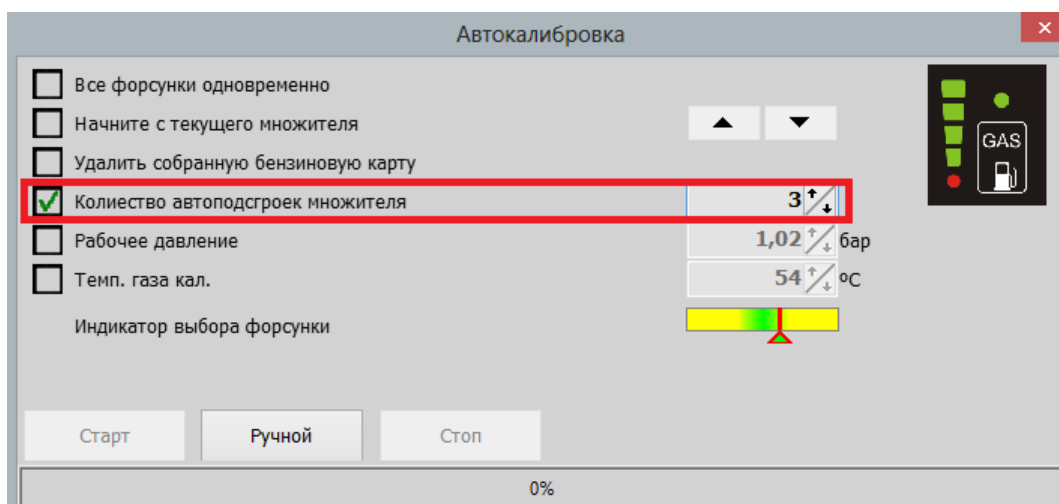 Автокалибровка
Все форсунки одновременно
Начните с текущего множителя
Удалить собранную бензиновую карту
GAS
Колиество автоподсгроек множителя 3
Рабочее давление 1,02 бар
Темп. газа кал. 54 ºC
Индикатор выбора форсунки
Старт Ручной Стоп
0%